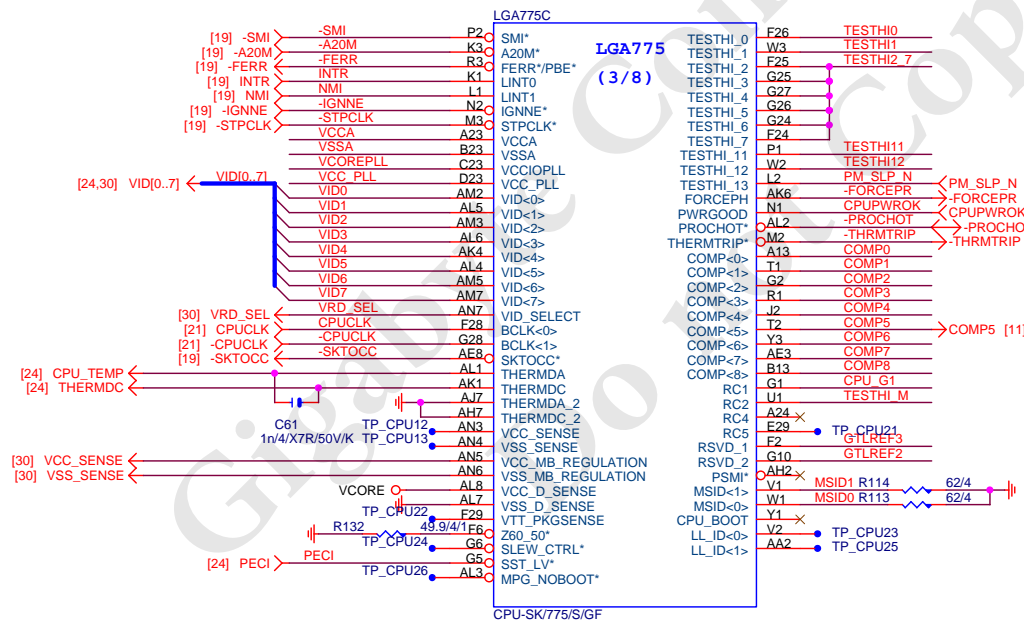 LGA775C
LGA775
(3/8)
[19] -SMI -SMI P2 SMI*
[19] -A20M -A20M K3 A20M*
[19] -FERR -FERR R3 FERR*/PBE*
[19] INTR INTR K1 LINT0
[19] NMI NMI L1 LINT1
[19] -IGNNE -IGNNE N2 IGNNE*
[19] -STPCLK -STPCLK M3 STPCLK*
VCCA A23 VCCA
VSSA B23 VSSA
VCOREPLL C23 VCCIOPLL
VCC_PLL D23 VCC_PLL
[24,30] VID[0..7] VID[0..7]
VID0 AM2 VID<0>
VID1 AL5 VID<1>
VID2 AM3 VID<2>
VID3 AL6 VID<3>
VID4 AK4 VID<4>
VID5 AL4 VID<5>
VID6 AM5 VID<6>
VID7 AM7 VID<7>
[30] VRD_SEL VRD_SEL AN7 VID_SELECT
[21] CPUCLK CPUCLK F28 BCLK<0>
[21] -CPUCLK -CPUCLK G28 BCLK<1>
[19] -SKTOCC -SKTOCC AE8 SKTOCC*
[24] CPU_TEMP AL1 THERMDA
[24] THERMDC AK1 THERMDC
AJ7 THERMDA_2
AH7 THERMDC_2
C61
1n/4/X7R/50V/K
TP_CPU12 AN3 VCC_SENSE
TP_CPU13 AN4 VSS_SENSE
[30] VCC_SENSE AN5 VCC_MB_REGULATION
[30] VSS_SENSE AN6 VSS_MB_REGULATION
VCORE AL8 VCC_D_SENSE
AL7 VSS_D_SENSE
TP_CPU22 F29 VTT_PKGSENSE
R132 49.9/4/1 F6 Z60_50*
TP_CPU24 G6 SLEW_CTRL*
[24] PECI PECI G5 SST_LV*
TP_CPU26 AL3 MPG_NOBOOT*
TESTHI_0 F26 TESTHI0
TESTHI_1 W3 TESTHI1
TESTHI_2 F25 TESTHI2_7
TESTHI_3 G25
TESTHI_4 G27
TESTHI_5 G26
TESTHI_6 G24
TESTHI_7 F24
TESTHI_11 P1 TESTHI11
TESTHI_12 W2 TESTHI12
TESTHI_13 L2 PM_SLP_N PM_SLP_N
FORCEPH AK6 -FORCEPR -FORCEPR
PWRGOOD N1 CPUPWROK CPUPWROK
PROCHOT* AL2 -PROCHOT -PROCHO
THERMTRIP* M2 -THRMTRIP -THRMTRIP
COMP<0> A13 COMP0
COMP<1> T1 COMP1
COMP<2> G2 COMP2
COMP<3> R1 COMP3
COMP<4> J2 COMP4
COMP<5> T2 COMP5 COMP5 [11]
COMP<6> Y3 COMP6
COMP<7> AE3 COMP7
COMP<8> B13 COMP8
RC1 G1 CPU_G1
RC2 U1 TESTHI_M
RC4 A24
RC5 E29 TP_CPU21
RSVD_1 F2 GTLREF3
RSVD_2 G10 GTLREF2
PSMI* AH2
MSID<1> V1 MSID1 R114 62/4
MSID<0> W1 MSID0 R113 62/4
CPU_BOOT Y1
LL_ID<0> V2 TP_CPU23
LL_ID<1> AA2 TP_CPU25
CPU-SK/775/S/GF
Gigabyte Con
Do not Cop